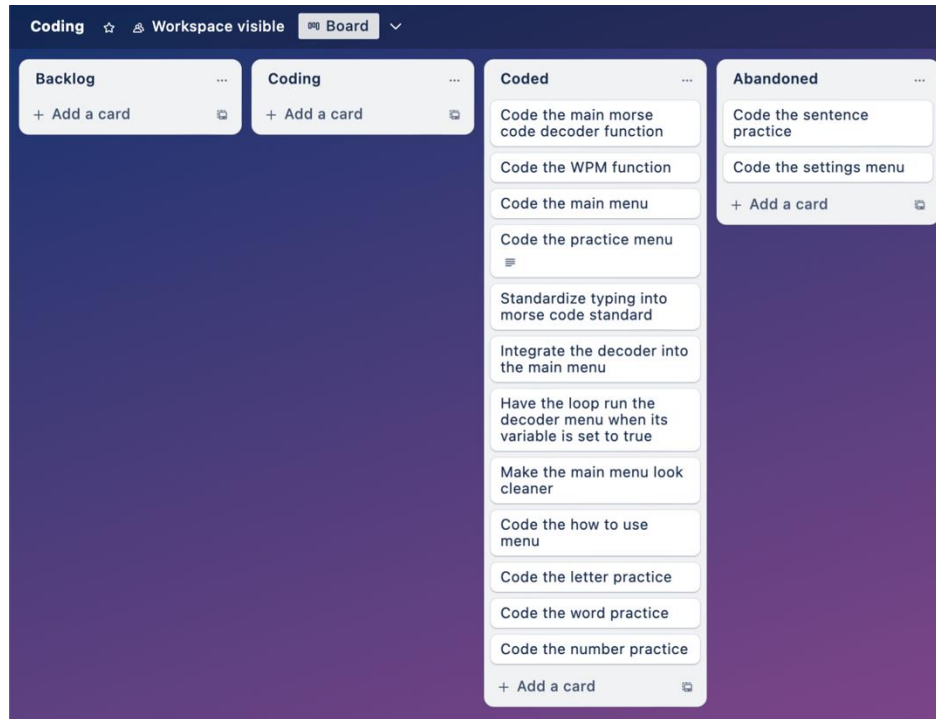 Coding Workspace visible Board
Backlog
+ Add a card
Coding
+ Add a card
Coded
Code the main morse
code decoder function
Code the WPM function
Code the main menu
Code the practice menu
Standardize typing into
morse code standard
Integrate the decoder into
the main menu
Have the loop run the
decoder menu when its
variable is set to true
Make the main menu look
cleaner
Code the how to use
menu
Code the letter practice
Code the word practice
Code the number practice
+ Add a card
Abandoned
Code the sentence
practice
Code the settings menu
+ Add a card